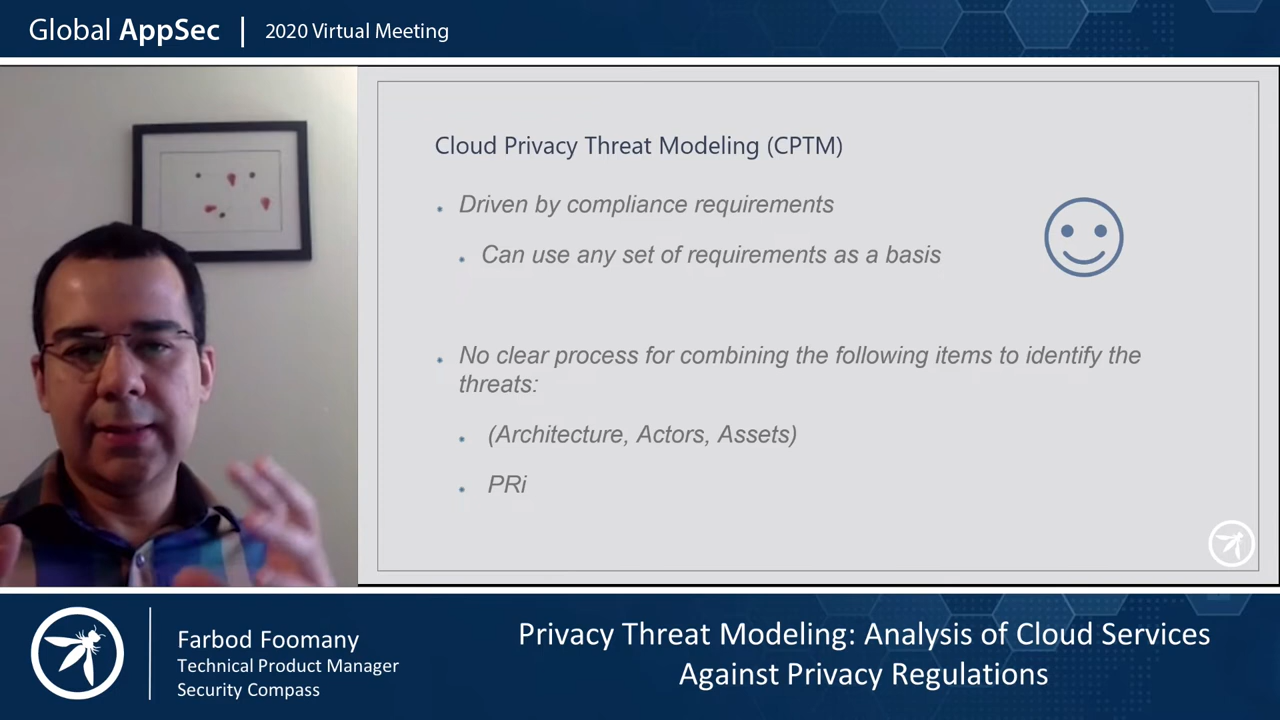 Global AppSec | 2020 Virtual Meeting
Cloud Privacy Threat Modeling (CPTM)
Driven by compliance requirements
Can use any set of requirements as a basis
No clear process for combining the following items to identify the
threats:
(Architecture, Actors, Assets)
PRi
Farbod Foomany
Technical Product Manager
Security Compass
Privacy Threat Modeling: Analysis of Cloud Services
Against Privacy Regulations